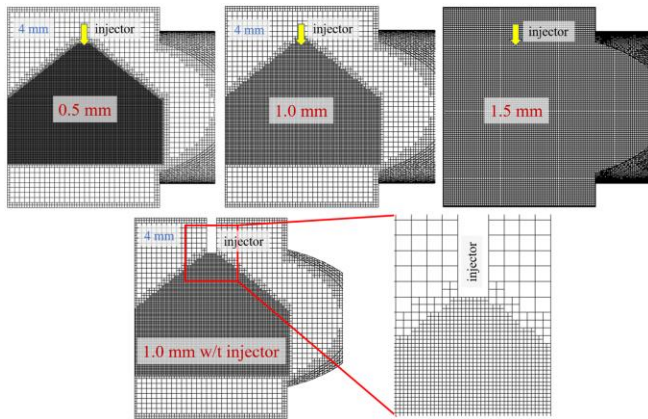 4 mm
injector
0.5 mm
4 mm
injector
1.0 mm
injector
1.5 mm
4 mm
injector
1.0 mm w/t injector
injector